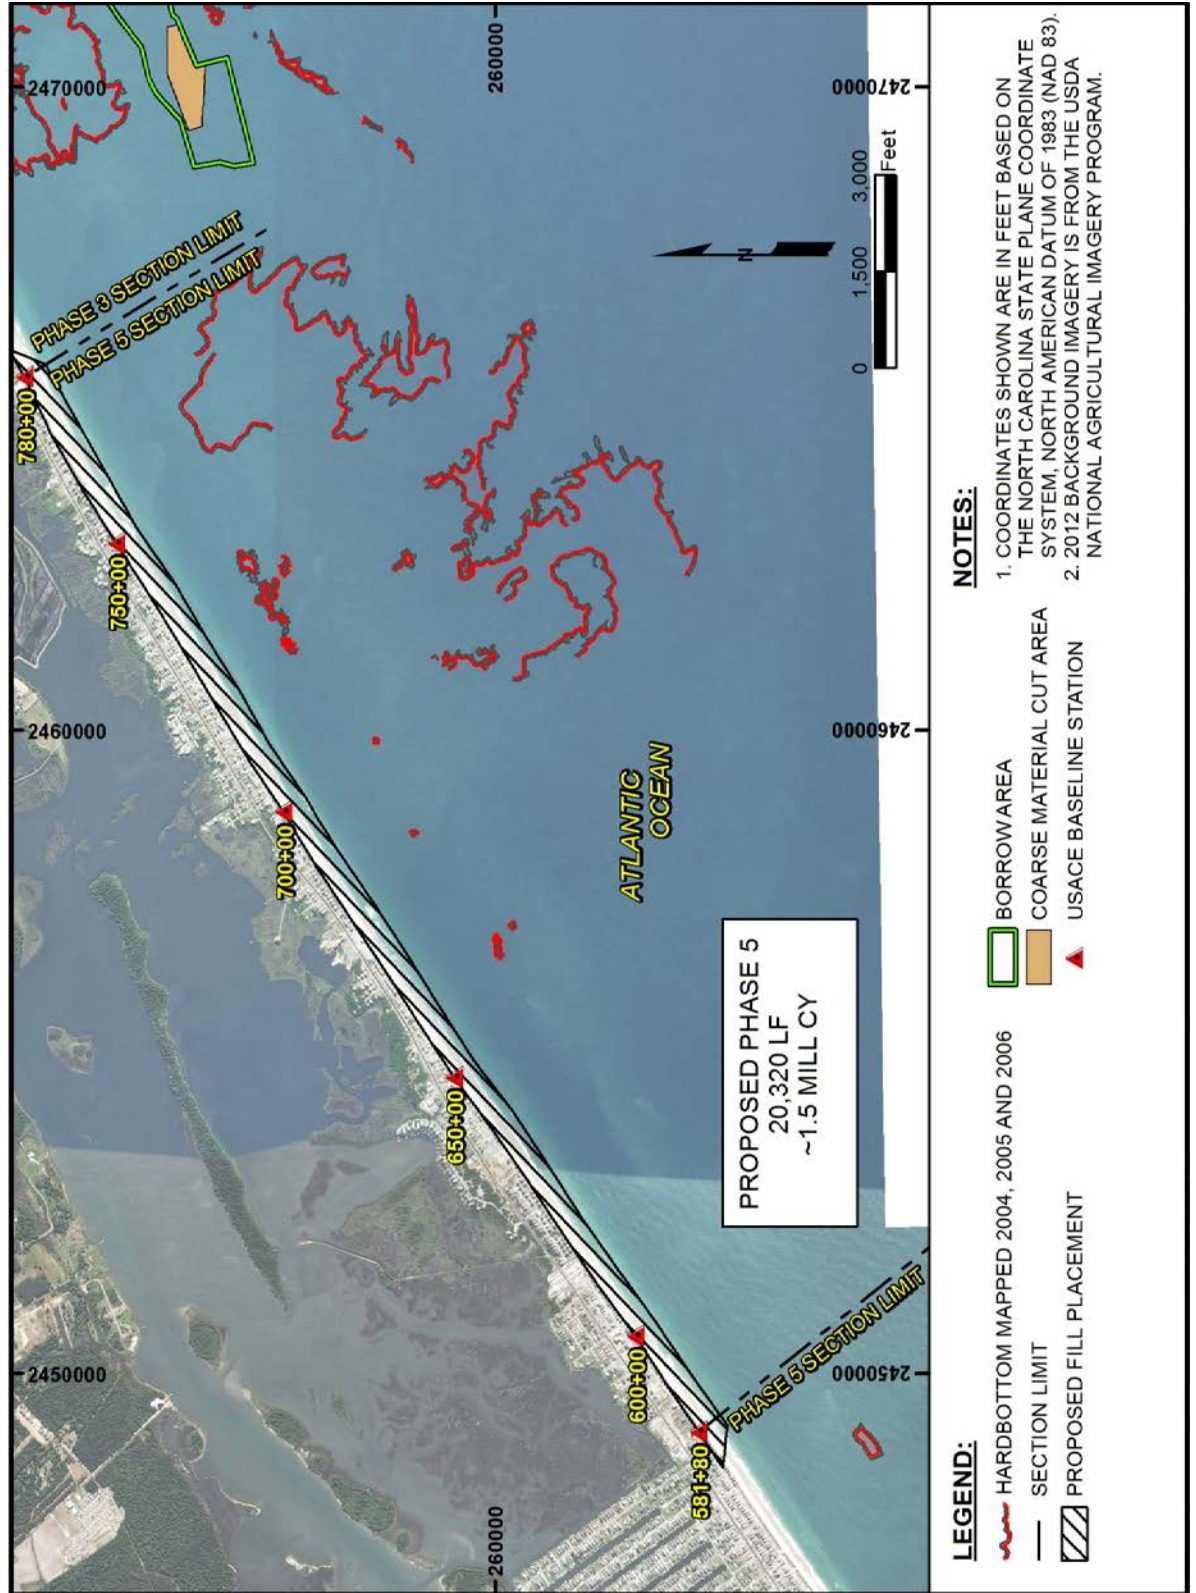 2450000
2460000
2470000
780+00
PHASE 3 SECTION LIMIT
PHASE 5 SECTION LIMIT
750+00
700+00
650+00
600+00
581+80
PHASE 5 SECTION LIMIT
260000
2600000
ATLANTIC
OCEAN
PROPOSED PHASE 5
20,320 LF
~1.5 MILL CY
N
0 1,500 3,000
Feet
2450000
2460000
2470000
LEGEND:
HARDBOTTOM MAPPED 2004, 2005 AND 2006
SECTION LIMIT
PROPOSED FILL PLACEMENT
BORROW AREA
COARSE MATERIAL CUT AREA
USACE BASELINE STATION
NOTES:
1. COORDINATES SHOWN ARE IN FEET BASED ON
THE NORTH CAROLINA STATE PLANE COORDINATE
SYSTEM, NORTH AMERICAN DATUM OF 1983 (NAD 83).
2. 2012 BACKGROUND IMAGERY IS FROM THE USDA
NATIONAL AGRICULTURAL IMAGERY PROGRAM.